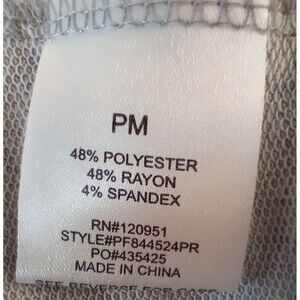 PM
48% POLYESTER
48% RAYON
4% SPANDEX
RN#120951
STYLE#PF844524PR
PO#435425
MADE IN CHINA